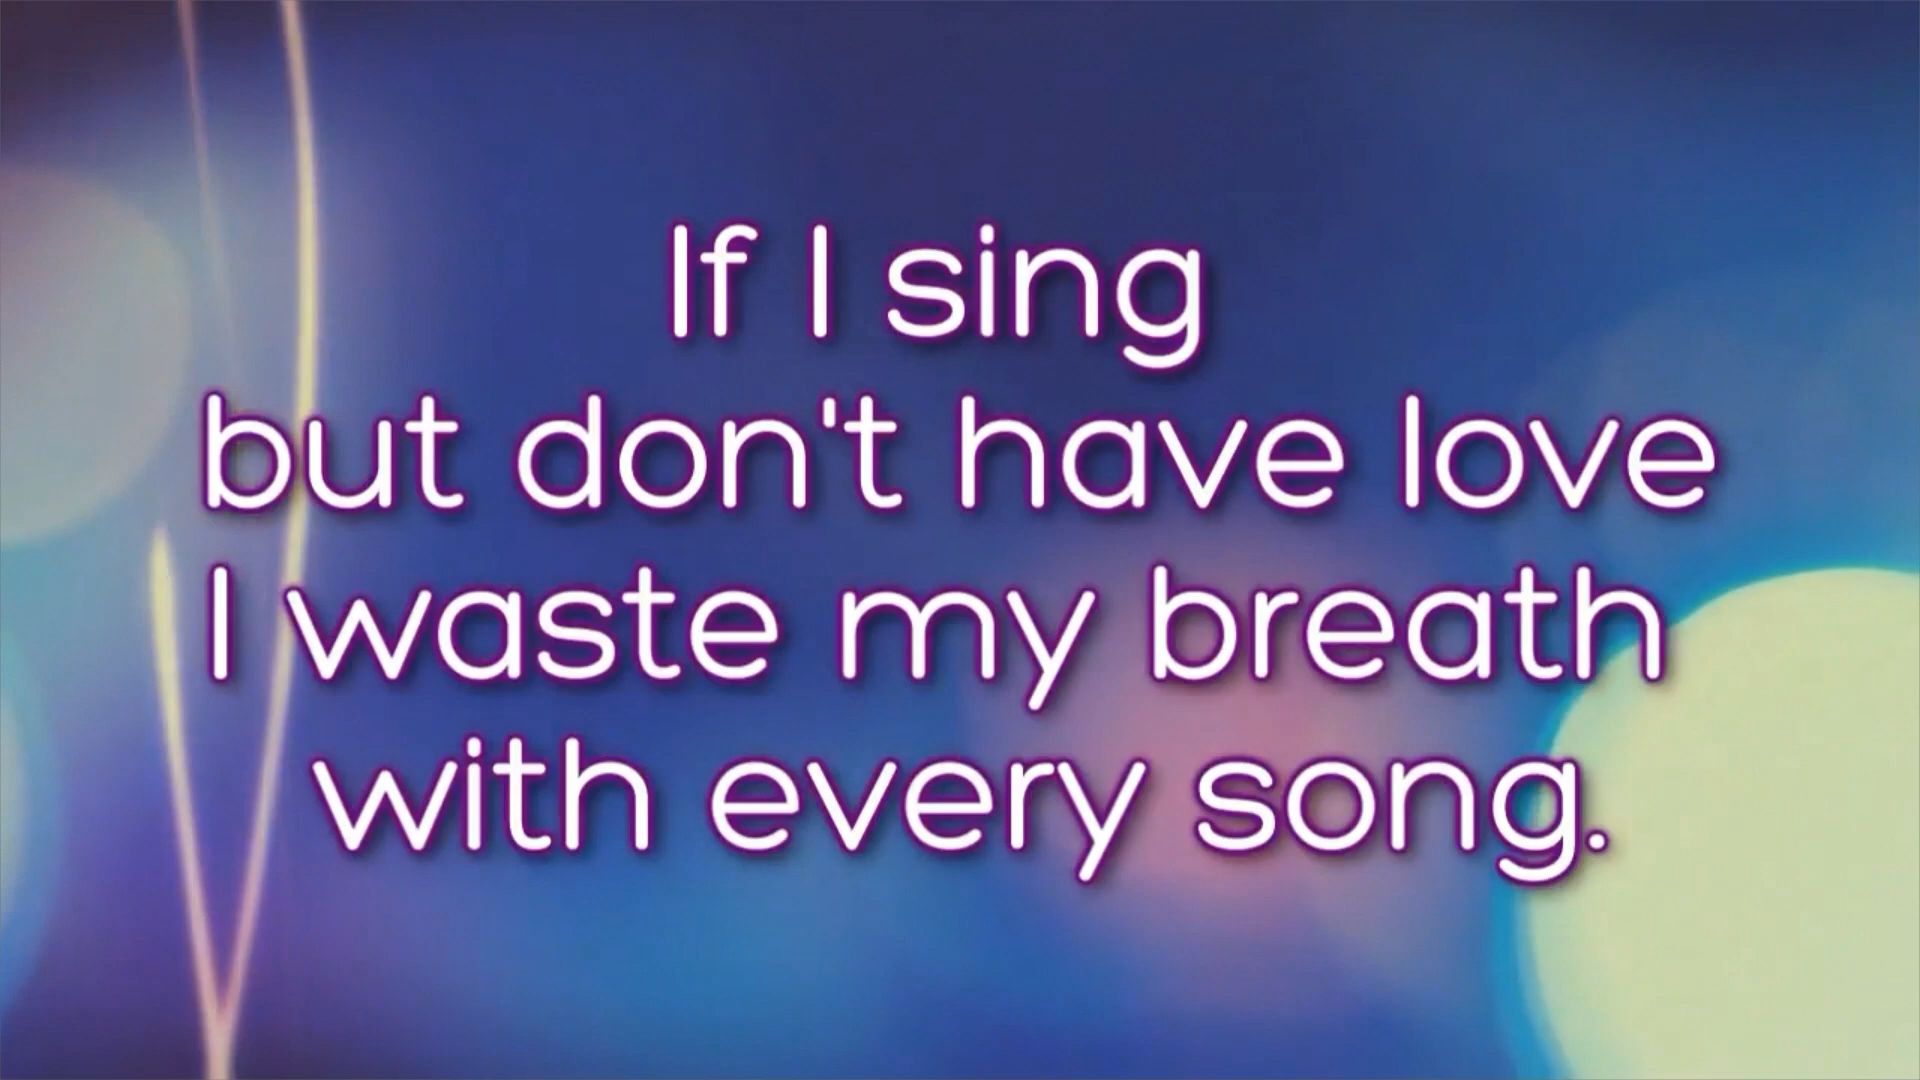 If I sing
but don't have love
I waste my breath
with every song.